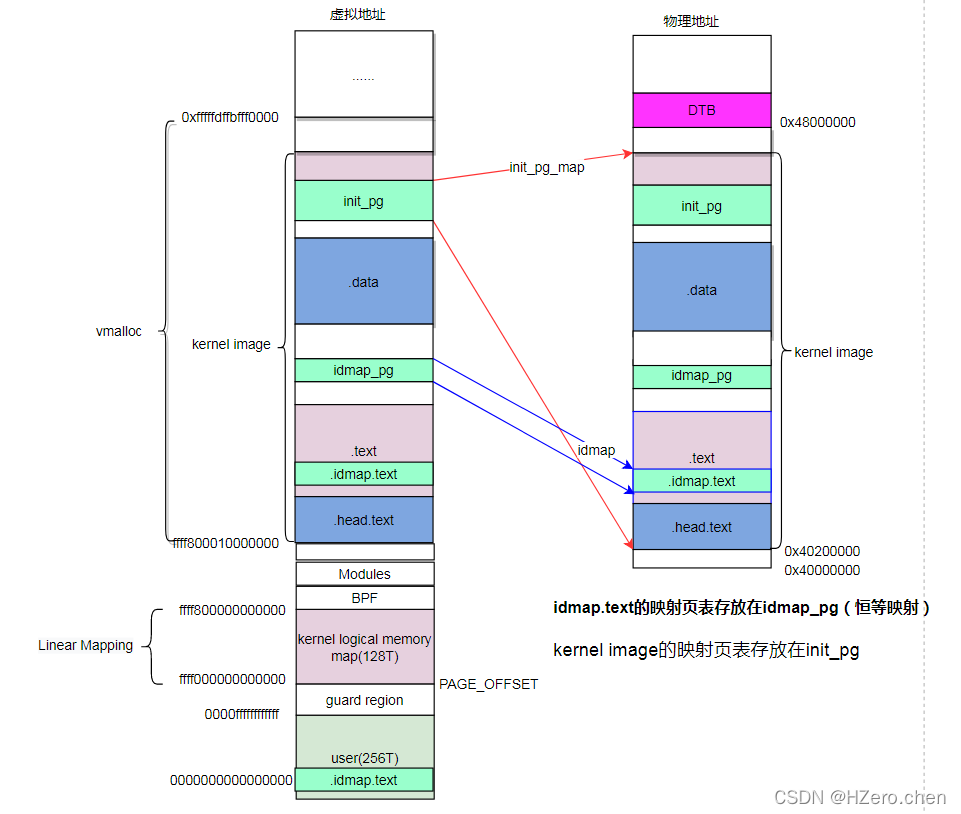 虚拟地址
物理地址
......
0xfffffdffbfff0000
DTB
0x48000000
init_pg_map
init_pg
init_pg
.data
.data
vmalloc
kernel image
kernel image
idmap_pg
idmap_pg
idmap
.text
.text
.idmap.text
.idmap.text
.head.text
.head.text
ffff800010000000
0x40200000
0x40000000
Modules
BPF
ffff800000000000
idmap.text的映射页表存放在idmap_pg（恒等映射）
Linear Mapping
kernel logical memory
map(128T)
kernel image的映射页表存放在init_pg
ffff000000000000
PAGE_OFFSET
guard region
0000ffffffffffff
user(256T)
0000000000000000
.idmap.text
CSDN @HZero.chen